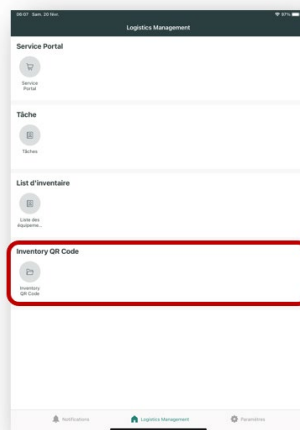 09:07 Sam. 20 Nov.
97%
Logistics Management
Service Portal
Service
Portal
Tâche
Tâches
List d'inventaire
Liste des
équipeme...
Inventory QR Code
Inventory
QR Code
Notifications
Logistics Management
Paramètres